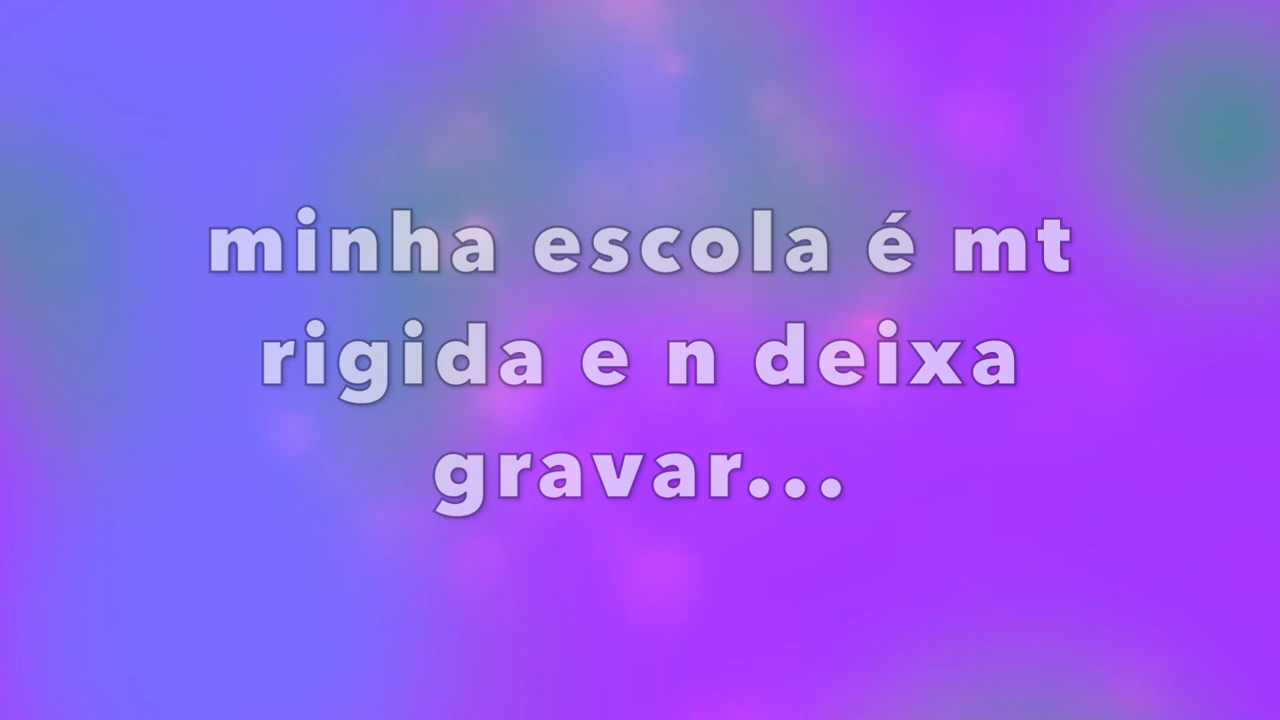 minha escola é mt
rigida e n deixa
gravar...